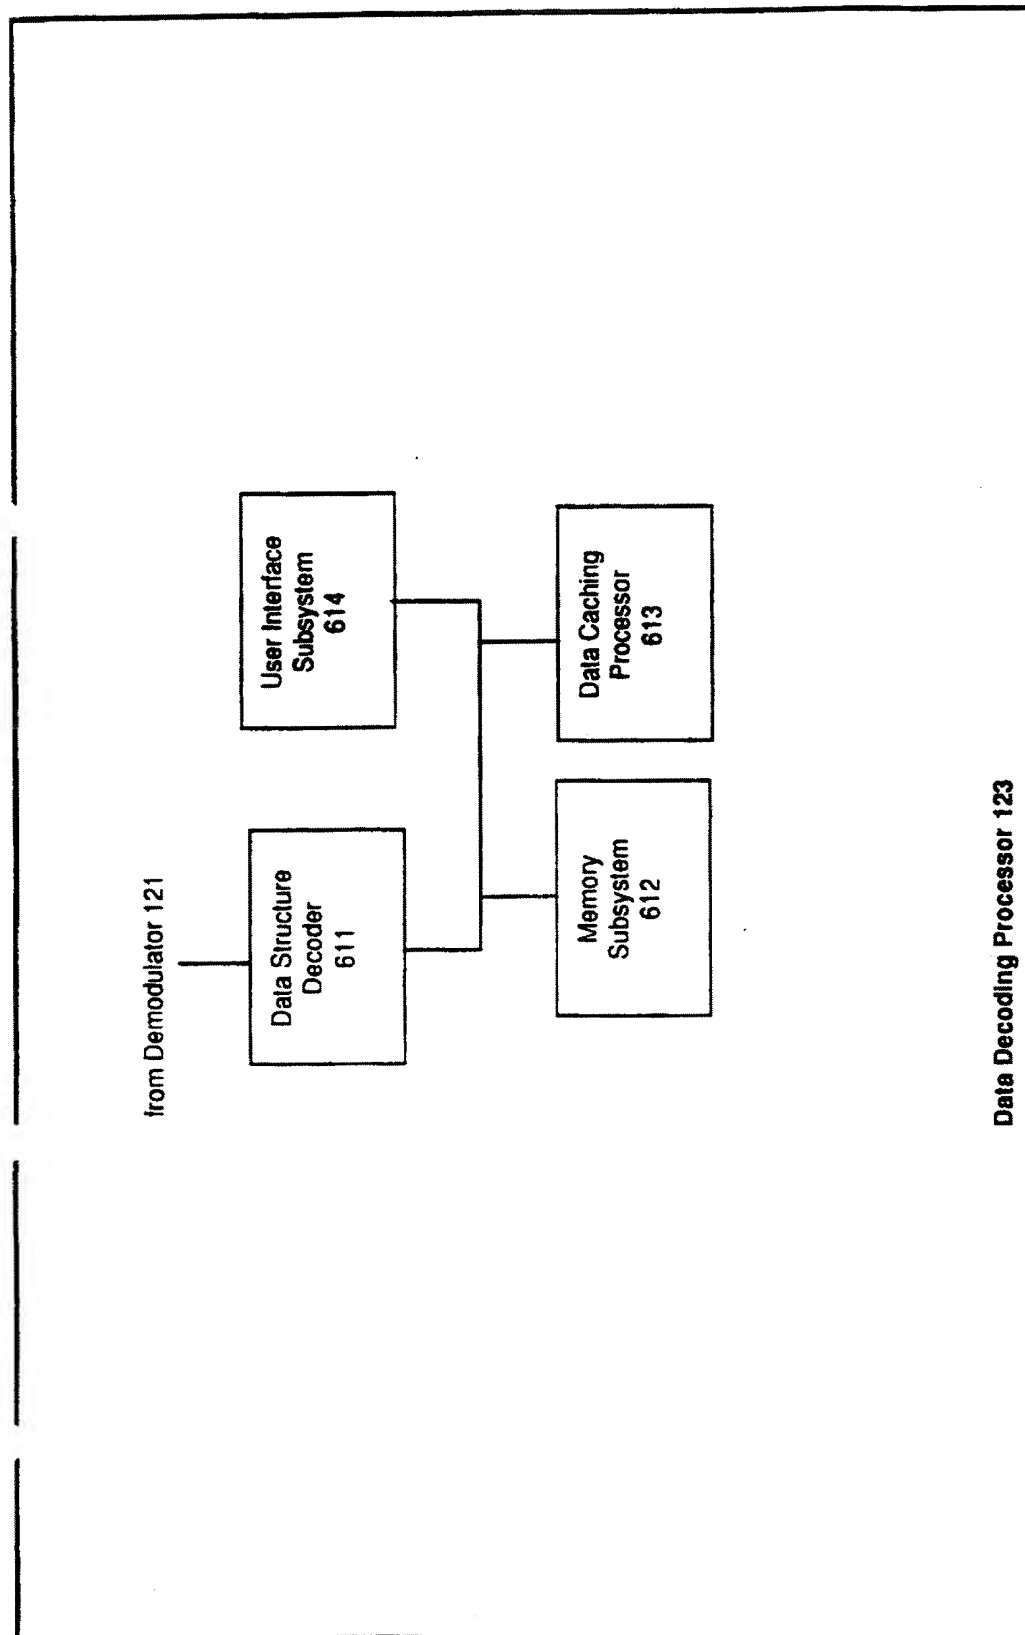 from Demodulator 121
Data Structure
Decoder
611
User Interface
Subsystem
614
Memory
Subsystem
612
Data Caching
Processor
613
Data Decoding Processor 123